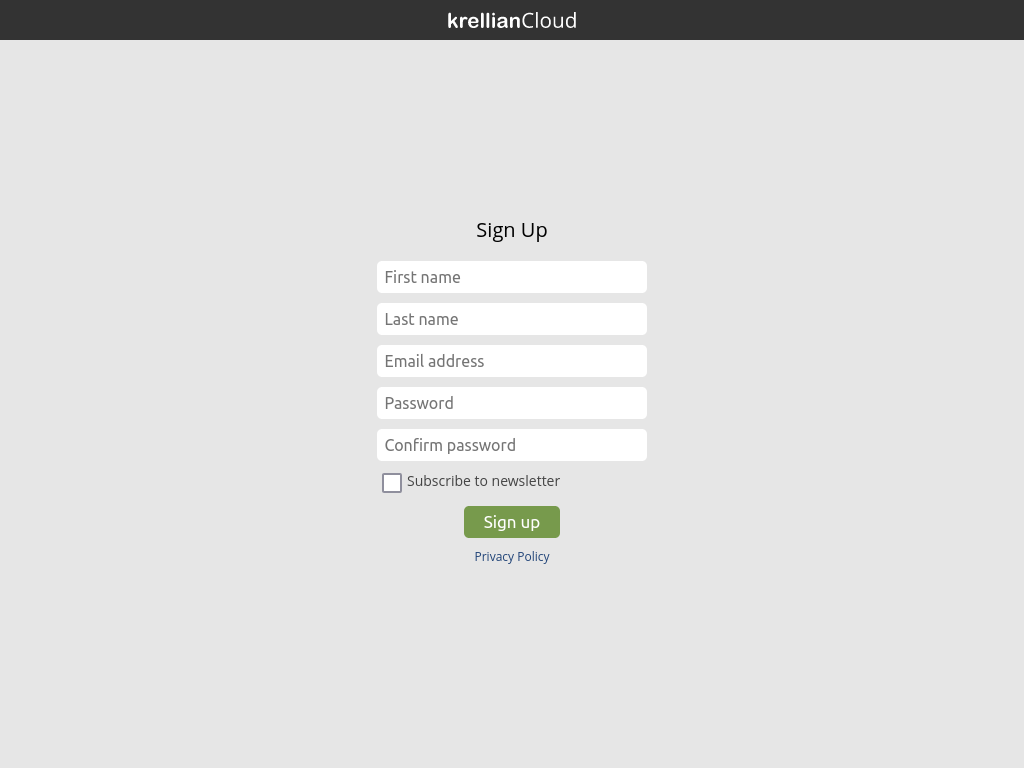 krellianCloud
Sign Up
First name
Last name
Email address
Password
Confirm password
Subscribe to newsletter
Sign up
Privacy Policy